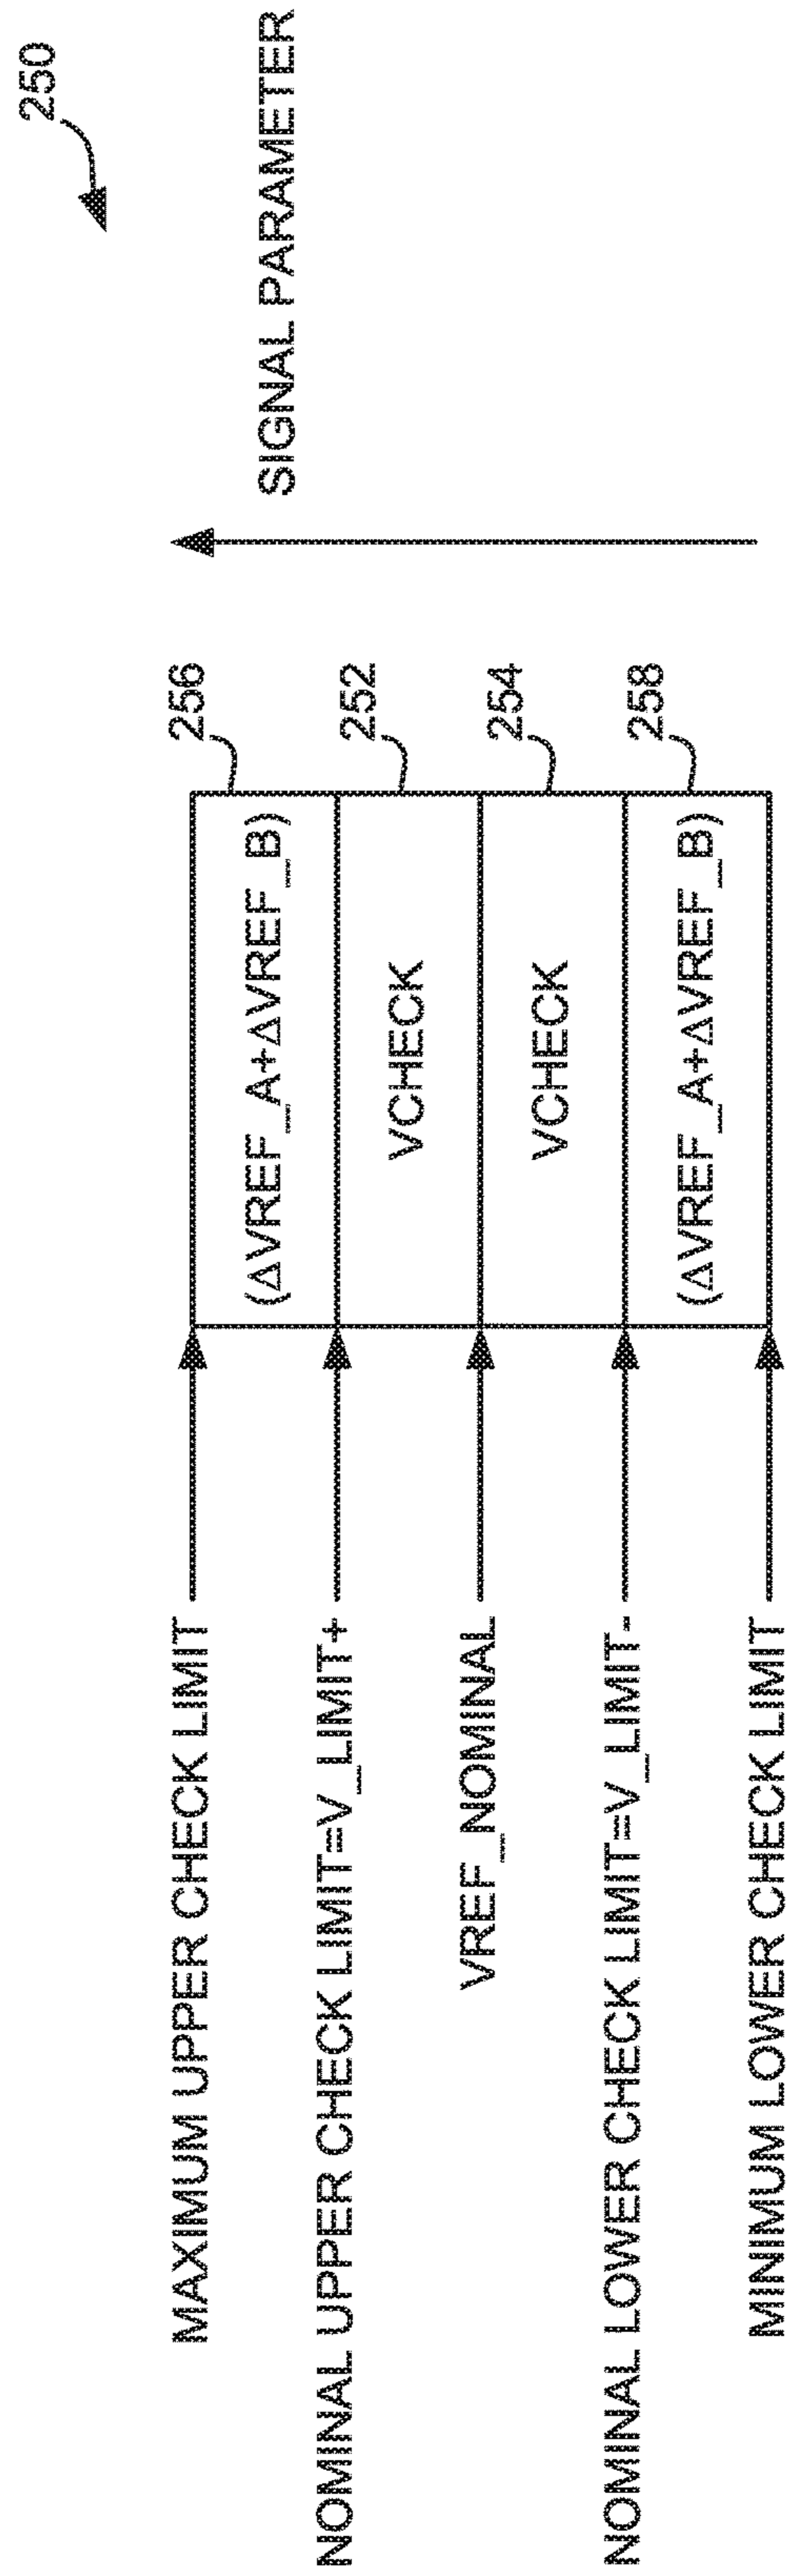 250
SIGNAL PARAMETER
MAXIMUM UPPER CHECK LIMIT
256
(ΔVREF_A+ΔVREF_B)
NOMINAL UPPER CHECK LIMIT=V_LIMIT+
252
VCHECK
VREF_NOMINAL
254
VCHECK
NOMINAL LOWER CHECK LIMIT=V_LIMIT-
258
(ΔVREF_A+ΔVREF_B)
MINIMUM LOWER CHECK LIMIT